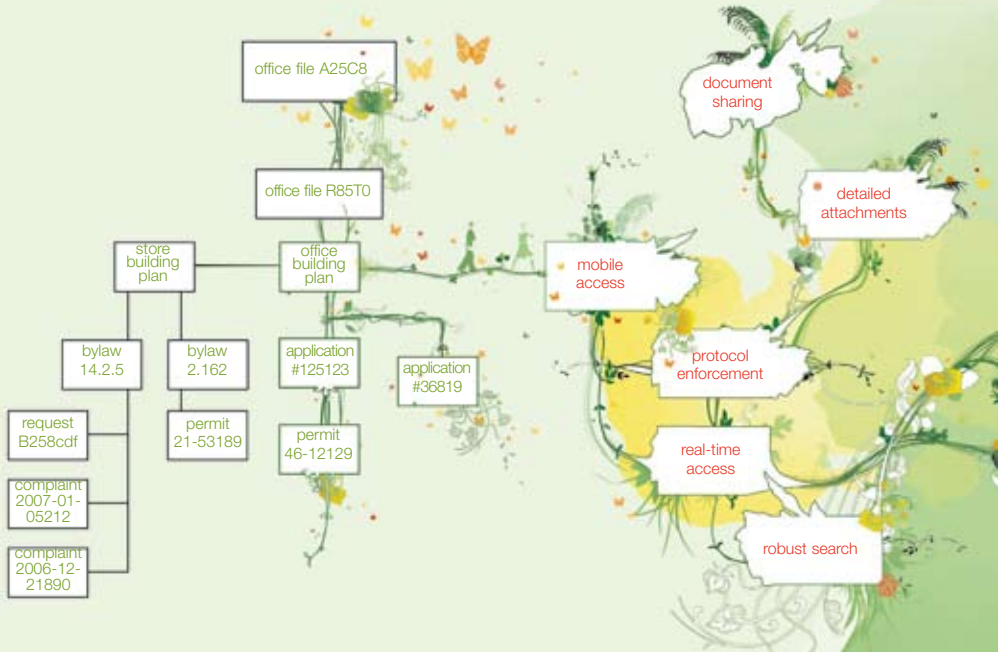 office file A25C8
office file R85T0
store
building
plan
office
building
plan
bylaw
14.2.5
bylaw
2.162
application
#125123
application
#36819
request
B258cdf
permit
21-53189
permit
46-12129
complaint
2007-01-
05212
complaint
2006-12-
21890
document
sharing
detailed
attachments
mobile
access
protocol
enforcement
real-time
access
robust search